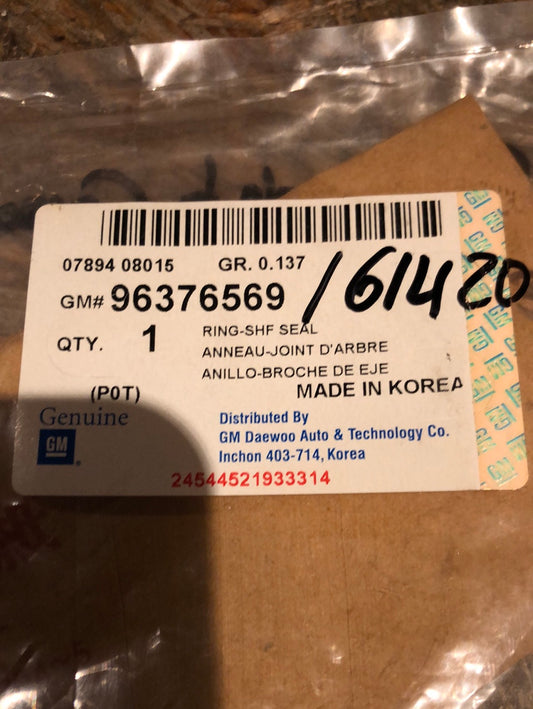 07894 08015 GR. 0.137
GM# 96376569 / 161420
QTY. 1 RING-SHF SEAL
ANNEAU-JOINT D'ARBRE
ANILLO-BROCHE DE EJE
(P0T) MADE IN KOREA
Genuine
GM
®
Distributed By
GM Daewoo Auto & Technology Co.
Inchon 403-714, Korea
24544521933314